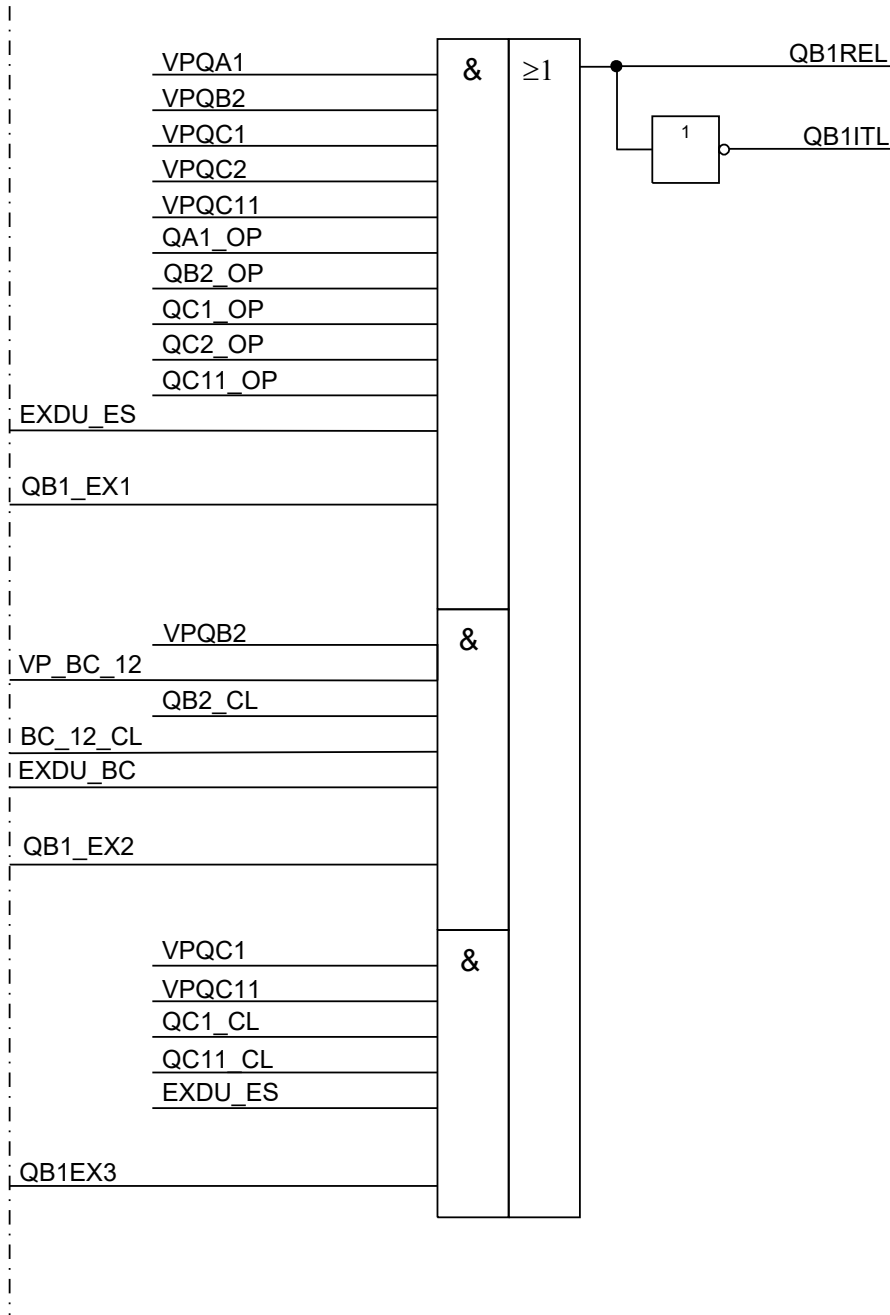 VPQA1
VPQB2
VPQC1
VPQC2
VPQC11
QA1_OP
QB2_OP
QC1_OP
QC2_OP
QC11_OP
EXDU_ES
QB1_EX1
&
≥1
QB1REL
1
QB1ITL
VPQB2
VP_BC_12
QB2_CL
BC_12_CL
EXDU_BC
QB1_EX2
&
VPQC1
VPQC11
QC1_CL
QC11_CL
EXDU_ES
QB1EX3
&